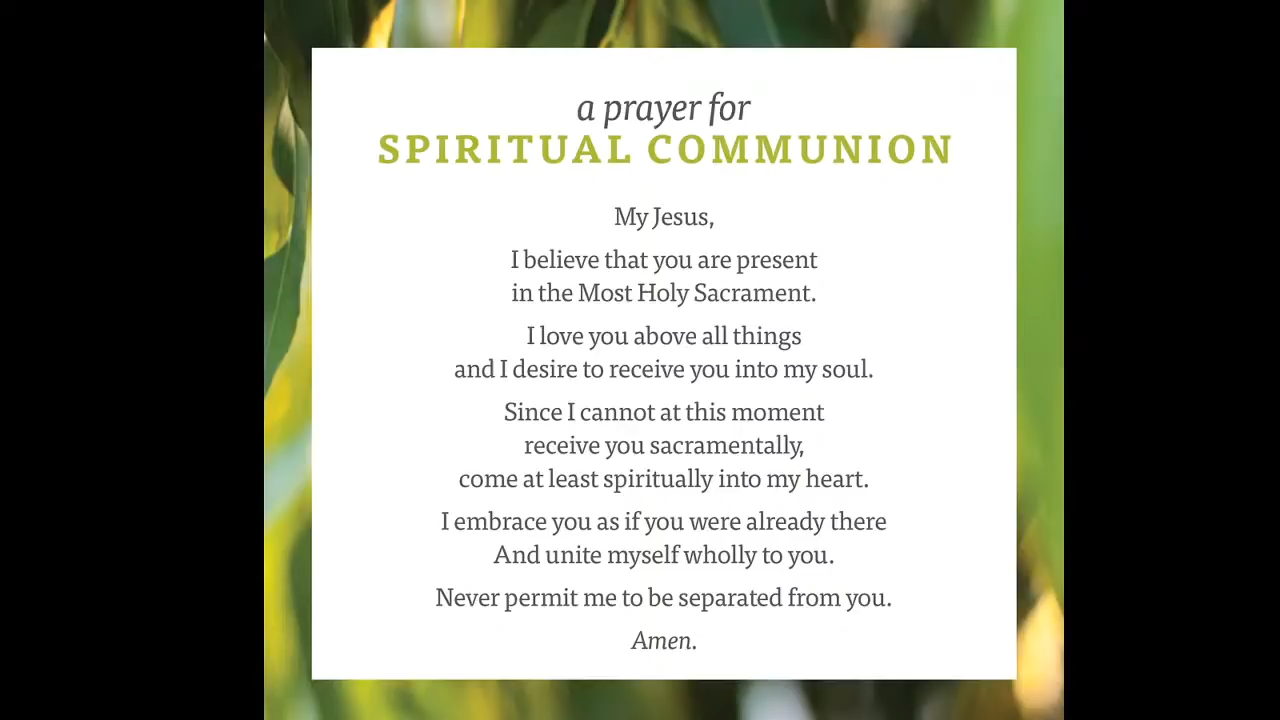 a prayer for
SPIRITUAL COMMUNION
My Jesus,
I believe that you are present
in the Most Holy Sacrament.
I love you above all things
and I desire to receive you into my soul.
Since I cannot at this moment
receive you sacramentally,
come at least spiritually into my heart.
I embrace you as if you were already there
And unite myself wholly to you.
Never permit me to be separated from you.
Amen.